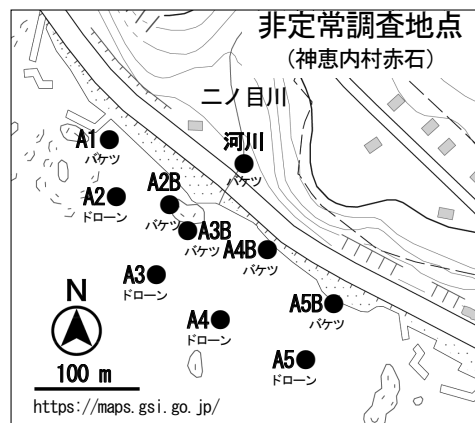 非定常調査地点
(神恵内村赤石)
二ノ目川
A1
バケツ
河川
バケツ
A2
ドローン
A2B
バケツ
A3B
バケツ
A4B
バケツ
A3
ドローン
A5B
バケツ
A4
ドローン
A5
ドローン
N
100 m
https://maps.gsi.go.jp/